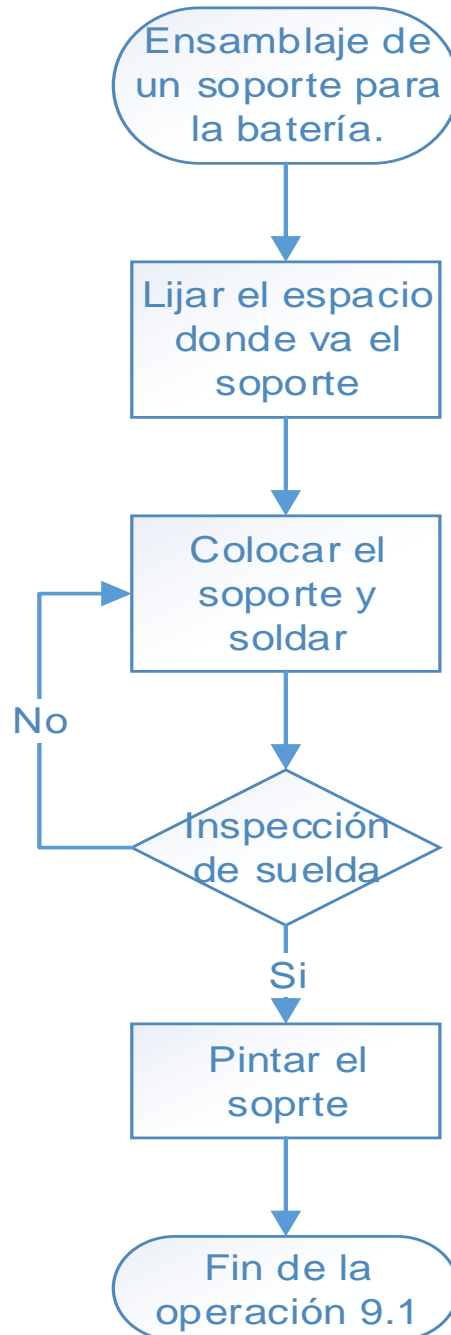 Ensamblaje de
un soporte para
la batería.
Lijar el espacio
donde va el
soporte
Colocar el
soporte y
soldar
No
Inspección
de suelda
Si
Pintar el
soprte
Fin de la
operación 9.1